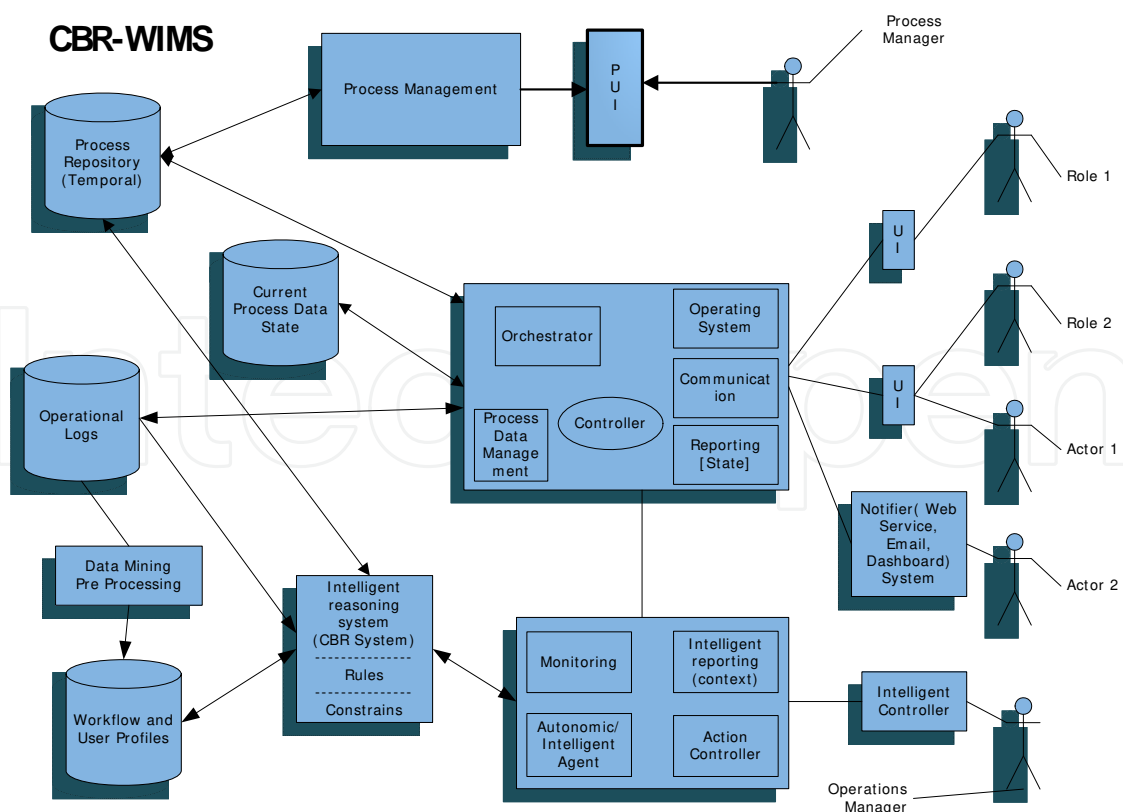 CBR-WIMS
Process
Manager
Process Management
P
U
I
Process
Repository
(Temporal)
Role 1
U
I
Current
Process Data
State
Operating
System
Orchestrator
Role 2
Communicat
ion
U
I
Operational
Logs
Process
Data
Manage
ment
Controller
Reporting
[State]
Actor 1
Notifier( Web
Service,
Email,
Dashboard)
System
Data Mining
Pre Processing
Actor 2
Intelligent
reasoning
system
(CBR System)
Rules
Constrains
Monitoring
Intelligent
reporting
(context)
Workflow and
User Profiles
Autonomic/
Intelligent
Agent
Action
Controller
Intelligent
Controller
Operations
Manager
IntechOpen